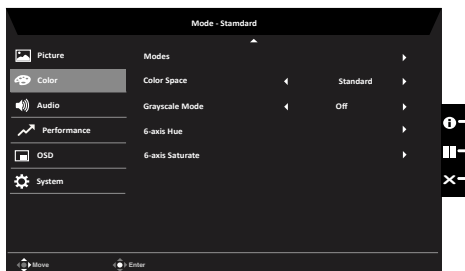 Mode - Stamdard
Picture
Modes
Color
Color Space Standard
Audio
Grayscale Mode Off
Performance
6-axis Hue
OSD
6-axis Saturate
System
Move Enter